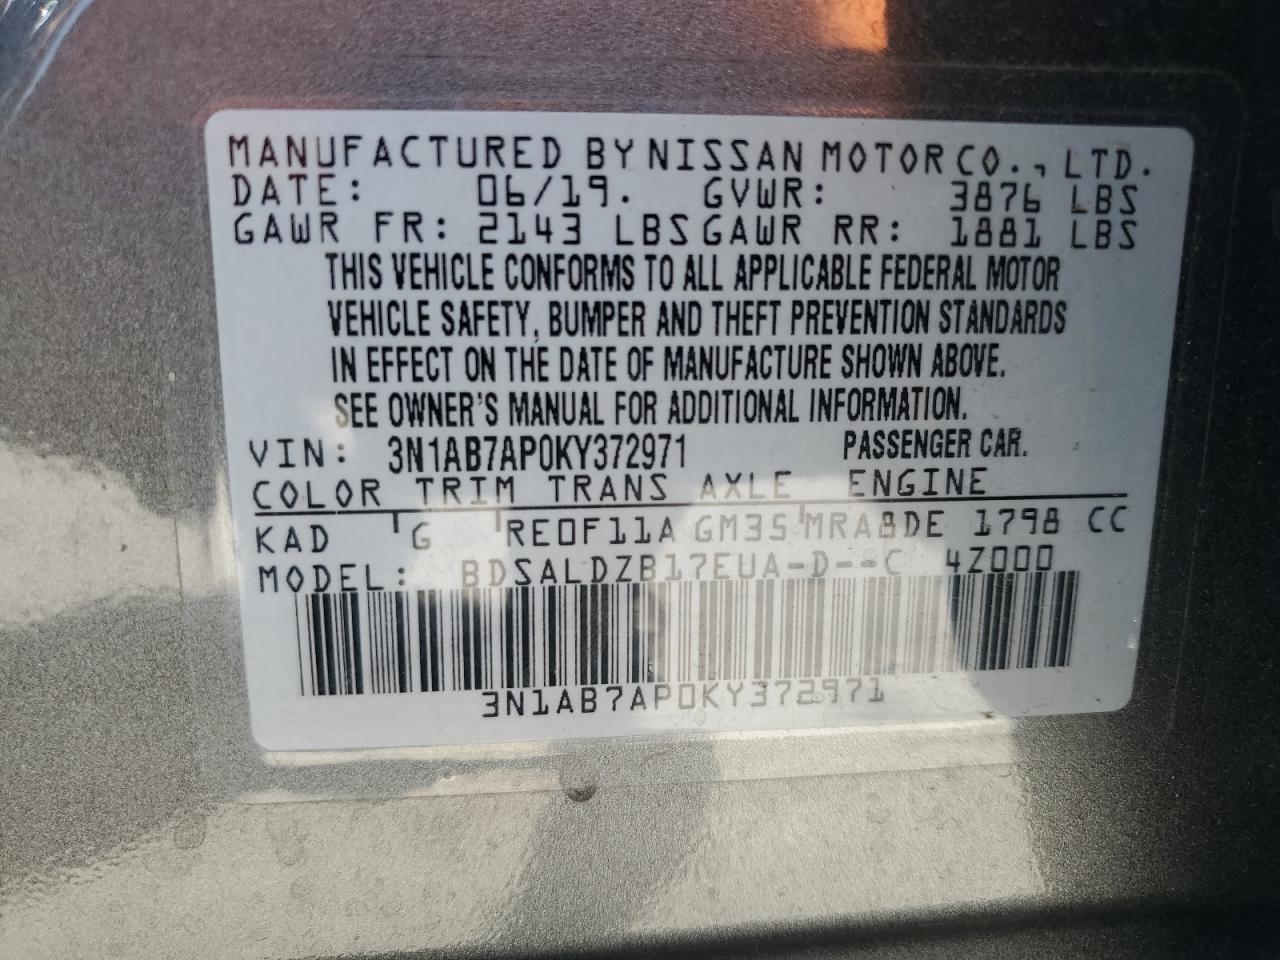 MANUFACTURED BY NISSAN MOTOR CO., LTD.
DATE: 06/19. GVWR: 3876 LBS
GAWR FR: 2143 LBS GAWR RR: 1881 LBS
THIS VEHICLE CONFORMS TO ALL APPLICABLE FEDERAL MOTOR
VEHICLE SAFETY, BUMPER AND THEFT PREVENTION STANDARDS
IN EFFECT ON THE DATE OF MANUFACTURE SHOWN ABOVE.
SEE OWNER'S MANUAL FOR ADDITIONAL INFORMATION.
VIN: 3N1AB7AP0KY372971 PASSENGER CAR.
COLOR TRIM TRANS AXLE ENGINE
KAD G RE0F11A GM35 MRA8DE 1798 CC
MODEL: BDSALDZB17EUA-D--C 4Z000
3N1AB7AP0KY372971